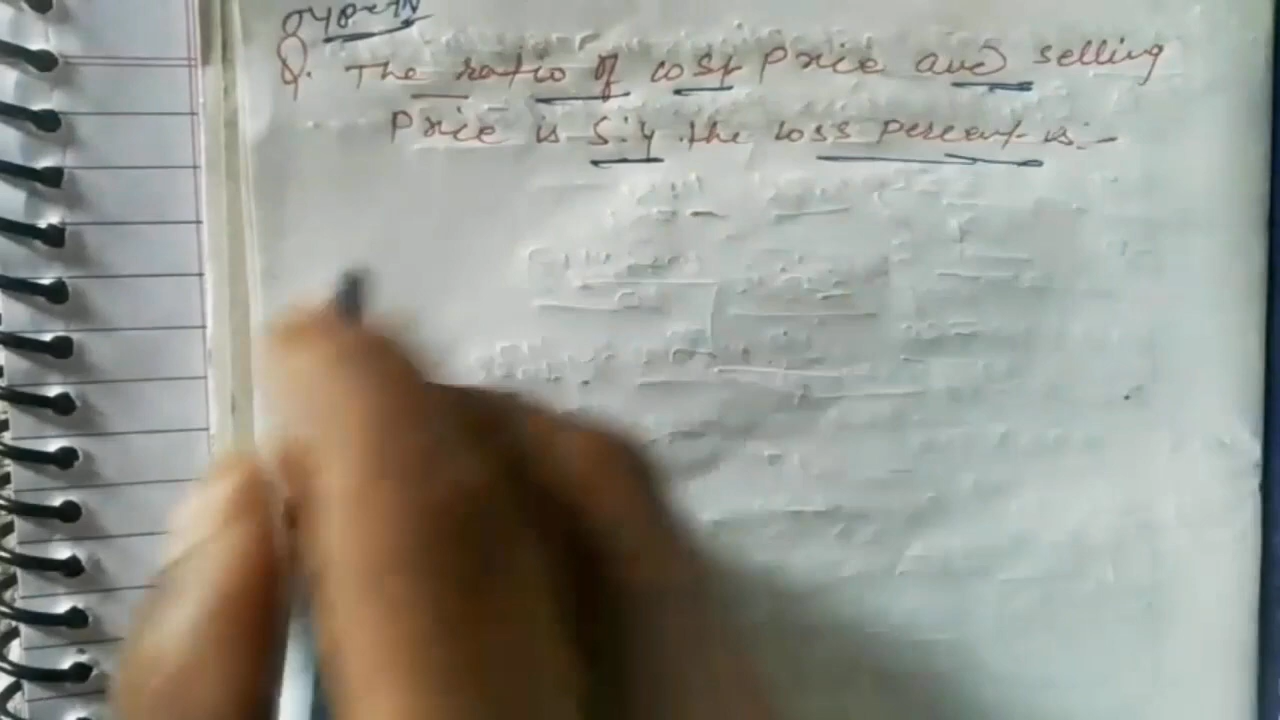 Q. The ratio of cost price and selling
Price is 5:4 the loss percent is:-